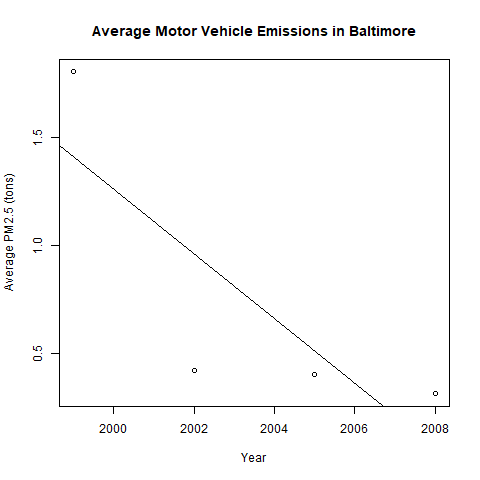 Average Motor Vehicle Emissions in Baltimore
Average PM2.5 (tons)
1.5
1.0
0.5
2000 2002 2004 2006 2008
Year